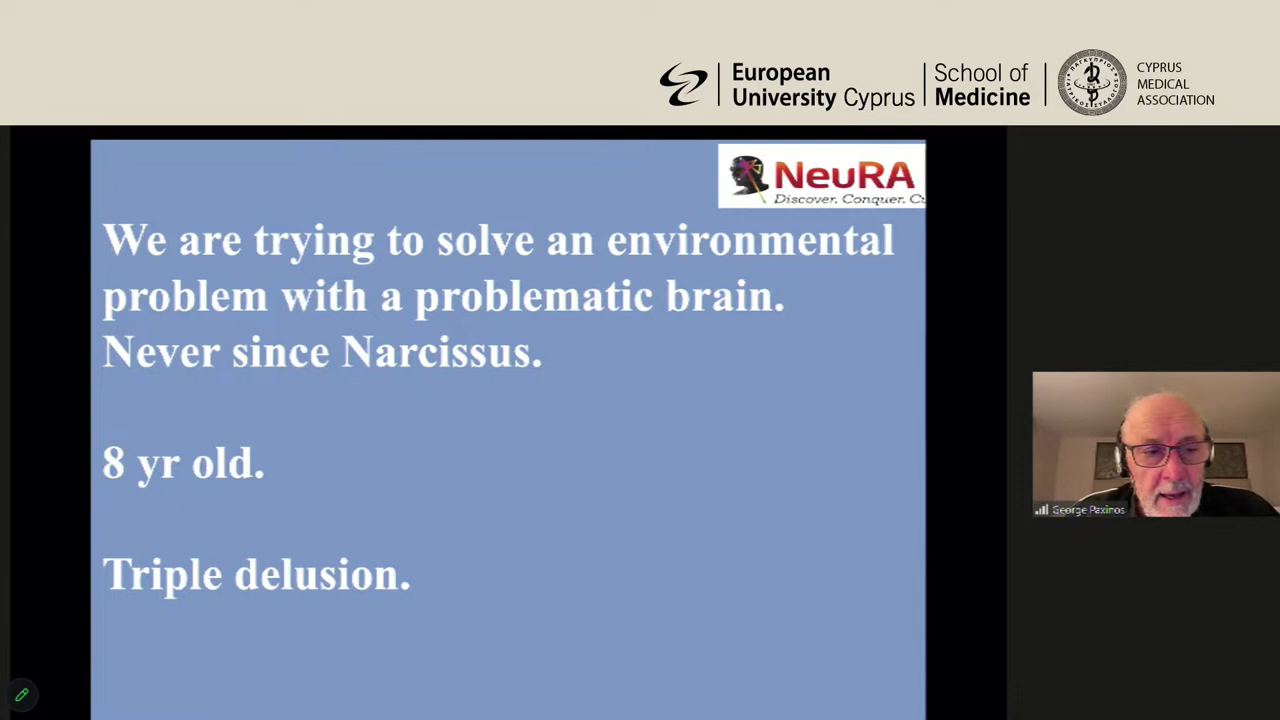 European
University Cyprus
School of
Medicine
CYPRUS
MEDICAL
ASSOCIATION
NeuRA
Discover. Conquer.
We are trying to solve an environmental
problem with a problematic brain.
Never since Narcissus.
8 yr old.
Triple delusion.
George Paxinos